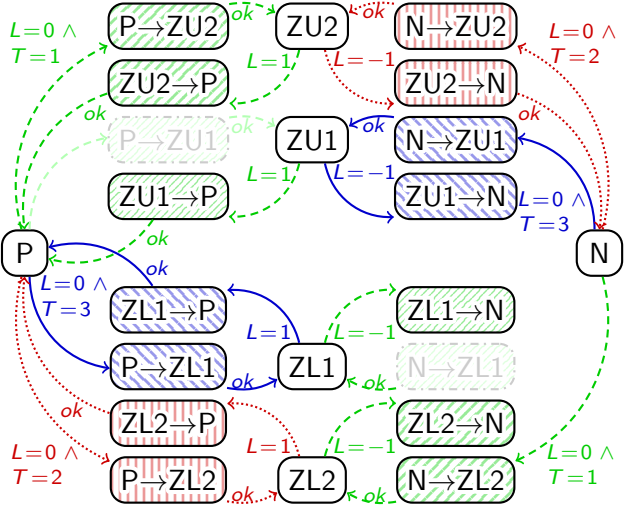 L=0 ∧
T=1
P→ZU2
ok
ZU2
ok
N→ZU2
L=0 ∧
T=2
ZU2→P
L=1
L=−1
ZU2→N
ok
ok
P→ZU1
ok
ZU1
ok
N→ZU1
ZU1→P
L=1
L=−1
ZU1→N
L=0 ∧
T=3
ok
P
N
ok
L=0 ∧
T=3
ZL1→P
L=1
L=−1
ZL1→N
P→ZL1
ok
ZL1
ok
N→ZL1
ok
ZL2→P
L=1
L=−1
ZL2→N
L=0 ∧
T=2
P→ZL2
ok
ZL2
ok
N→ZL2
L=0 ∧
T=1